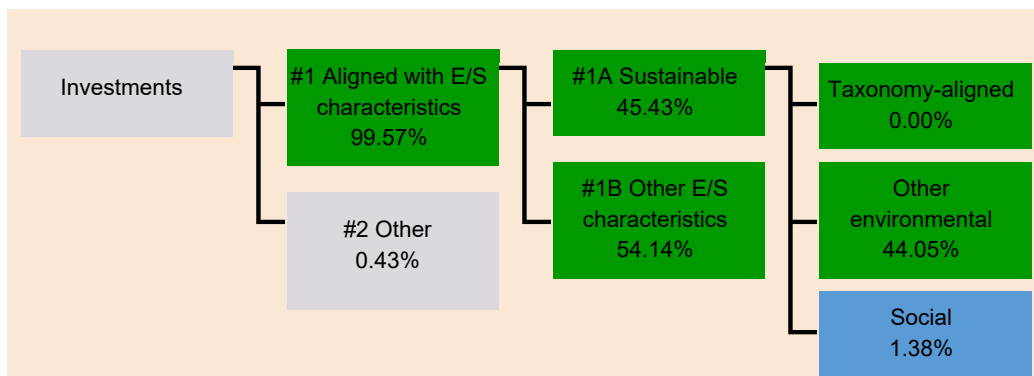 Investments
#1 Aligned with E/S
characteristics
99.57%
#2 Other
0.43%
#1A Sustainable
45.43%
#1B Other E/S
characteristics
54.14%
Taxonomy-aligned
0.00%
Other
environmental
44.05%
Social
1.38%